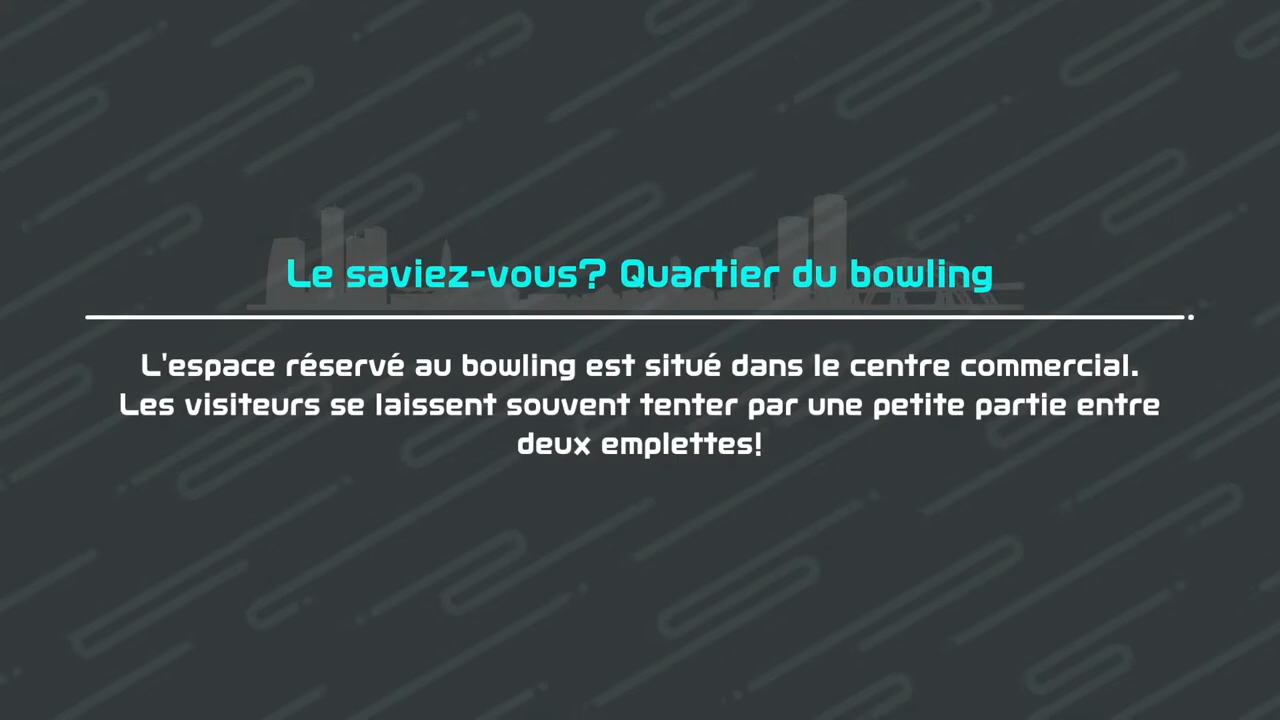 Le saviez-vous? Quartier du bowling
L'espace réservé au bowling est situé dans le centre commercial.
Les visiteurs se laissent souvent tenter par une petite partie entre
deux emplettes!